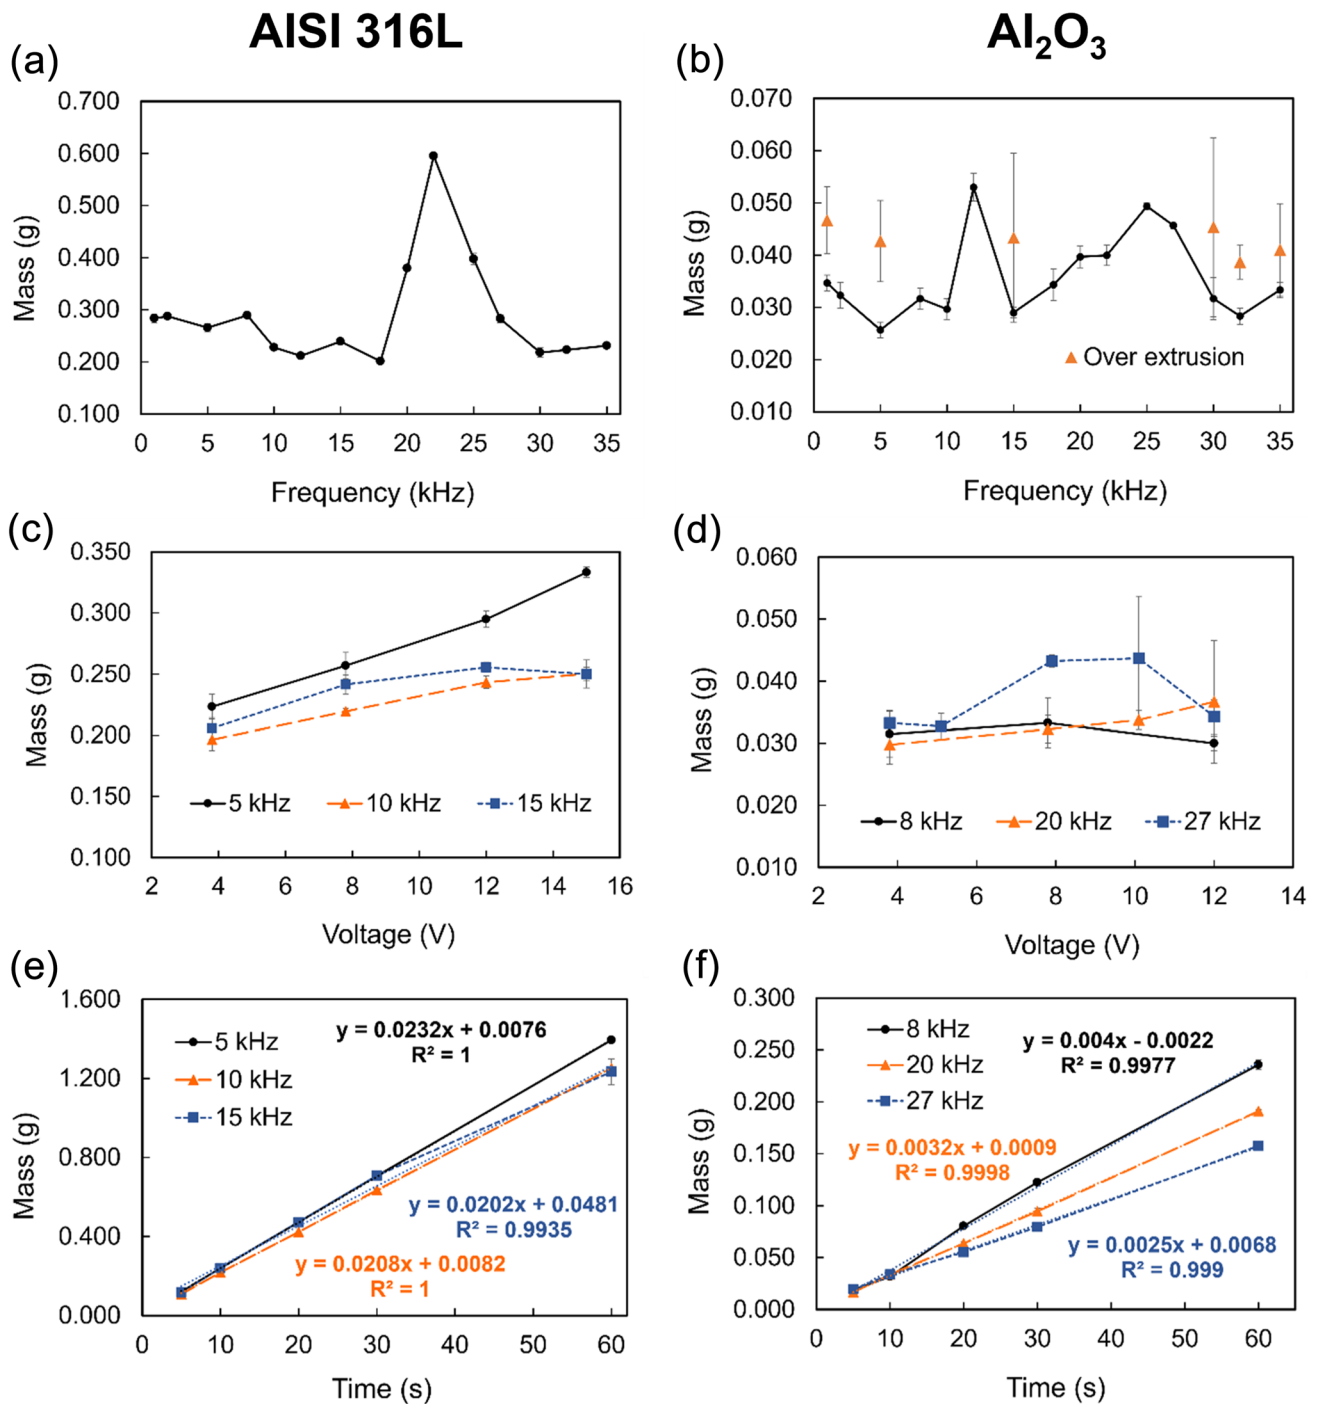 AISI 316L
Al₂O₃
(a)
0.700
0.600
0.500
0.400
0.300
0.200
0.100
Mass (g)
0 5 10 15 20 25 30 35
Frequency (kHz)
(b)
0.070
0.060
0.050
0.040
0.030
0.020
0.010
Mass (g)
Over extrusion
0 5 10 15 20 25 30 35
Frequency (kHz)
(c)
0.350
0.300
0.250
0.200
0.150
0.100
Mass (g)
5 kHz 10 kHz 15 kHz
2 4 6 8 10 12 14 16
Voltage (V)
(d)
0.060
0.050
0.040
0.030
0.020
0.010
Mass (g)
8 kHz 20 kHz 27 kHz
2 4 6 8 10 12 14
Voltage (V)
(e)
1.600
1.200
0.800
0.400
0.000
Mass (g)
5 kHz
10 kHz
15 kHz
y = 0.0232x + 0.0076
R² = 1
y = 0.0202x + 0.0481
R² = 0.9935
y = 0.0208x + 0.0082
R² = 1
0 10 20 30 40 50 60
Time (s)
(f)
0.300
0.250
0.200
0.150
0.100
0.050
0.000
Mass (g)
8 kHz
20 kHz
27 kHz
y = 0.004x - 0.0022
R² = 0.9977
y = 0.0032x + 0.0009
R² = 0.9998
y = 0.0025x + 0.0068
R² = 0.999
0 10 20 30 40 50 60
Time (s)